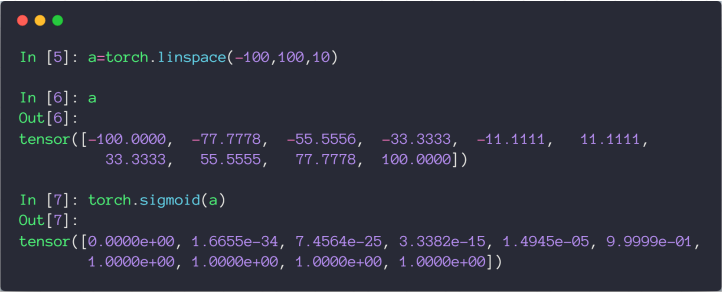 In [5]: a=torch.linspace(-100,100,10)
In [6]: a
Out[6]:
tensor([-100.0000, -77.7778, -55.5556, -33.3333, -11.1111, 11.1111,
33.3333, 55.5555, 77.7778, 100.0000])
In [7]: torch.sigmoid(a)
Out[7]:
tensor([0.0000e+00, 1.6655e-34, 7.4564e-25, 3.3382e-15, 1.4945e-05, 9.9999e-01,
1.0000e+00, 1.0000e+00, 1.0000e+00, 1.0000e+00])